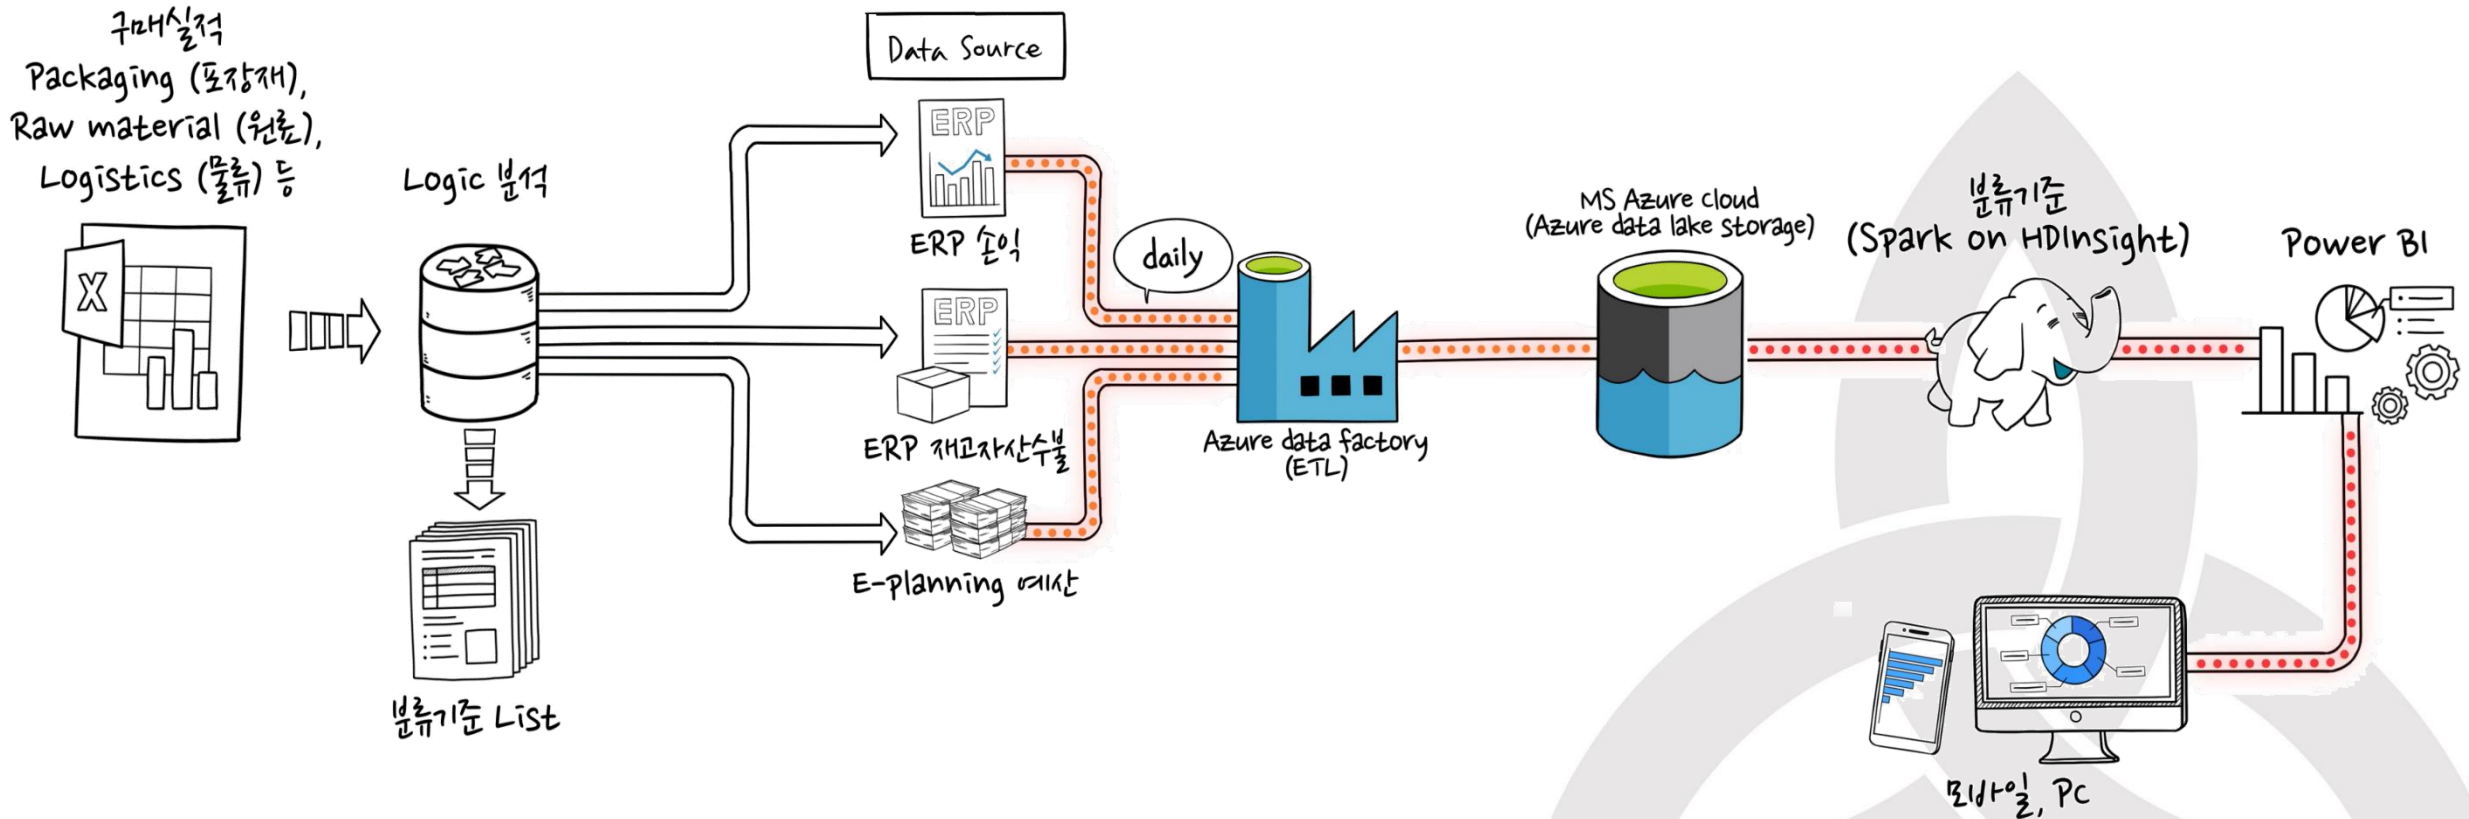 구매실적
Packaging (포장재),
Raw material (원료),
Logistics (물류) 등
X
Logic 분석
분류기준 List
Data Source
ERP
ERP 손익
ERP
ERP 재고자산수불
E-planning 예산
daily
Azure data factory
(ETL)
MS Azure cloud
(Azure data lake storage)
분류기준
(Spark on HDInsight)
Power BI
모바일, PC